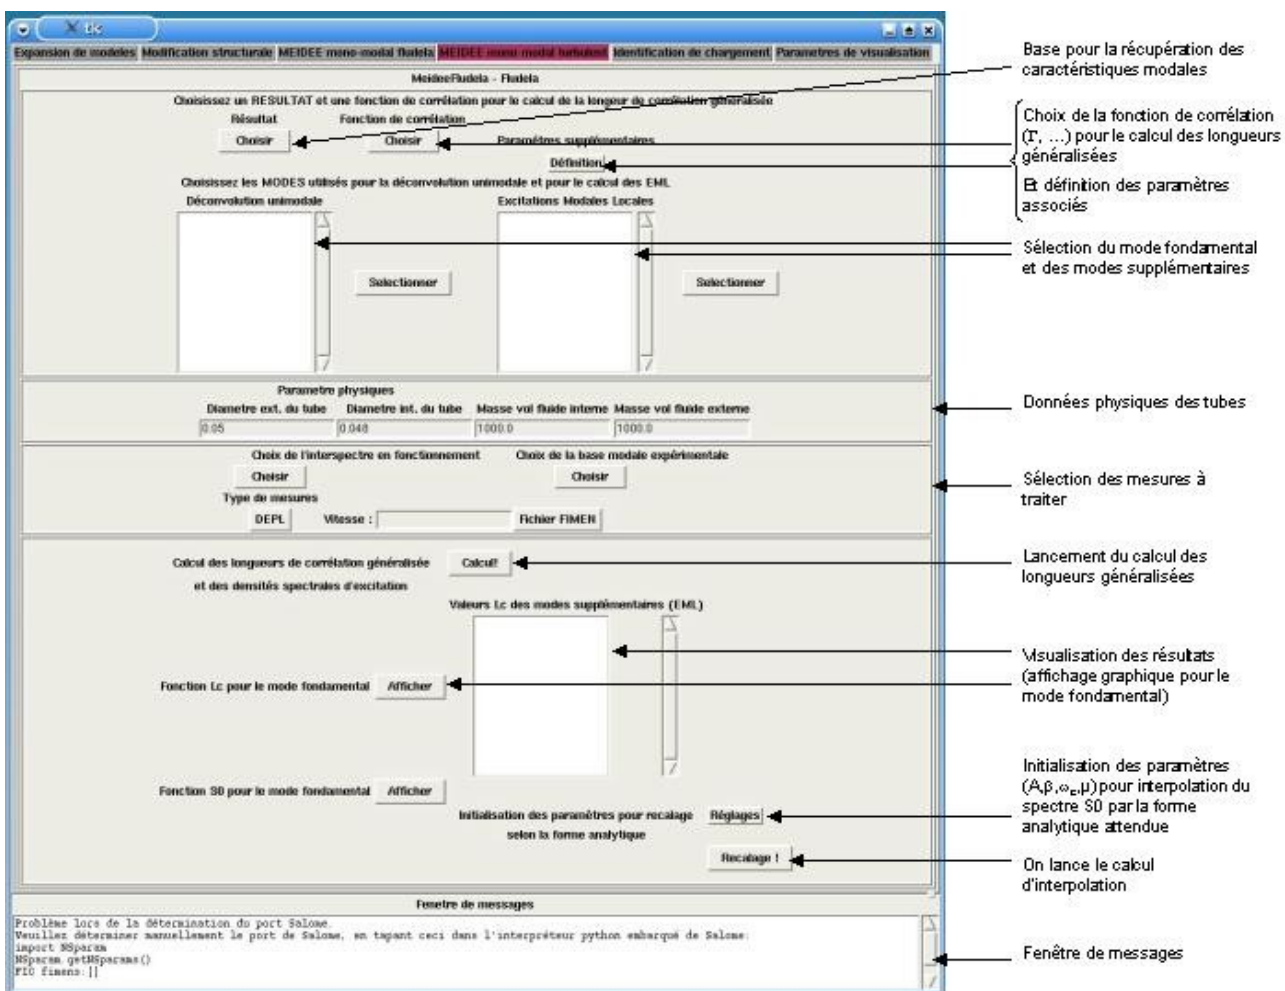 tk
Expansion de modeles Modification structurale MEIDEE mono-modal fludela MEIDEE mono-modal turbulent Identification de chargement Parametres de visualisation
MeideeFludela - Fludela
Choisissez un RESULTAT et une fonction de corrélation pour le calcul de la longeur de corrélation généralisée
Résultat Fonction de corrélation
Choisir Choisir Paramètres supplémentaires
Définition
Choisissez les MODES utilisés pour la déconvolution unimodale et pour le calcul des EML
Déconvolution unimodale Excitations Modales Locales
Selectionner Selectionner
Parametre physiques
Diametre ext. du tube Diametre int. du tube Masse vol fluide interne Masse vol fluide externe
0.05 0.048 1000.0 1000.0
Choix de l'interspectre en fonctionnement Choix de la base modale expérimentale
Choisir Choisir
Type de mesures
DEPL Vitesse : Fichier FIMEN
Calcul des longueurs de corrélation généralisée Calcul!
et des densités spectrales d'excitation
Valeurs Lc des modes supplémentaires (EML)
Fonction Lc pour le mode fondamental Afficher
Fonction S0 pour le mode fondamental Afficher
Initialisation des paramètres pour recalage Réglages
selon la forme analytique
Recalage !
Fenetre de messages
Problème lors de la détermination du port Salome.
Veuillez déterminer manuellement le port de Salome, en tapant ceci dans l'interpréteur python embarqué de Salome:
import NSparam
NSparam.getNSparams()
FIO fimens:[]
Base pour la récupération des
caractéristiques modales
Choix de la fonction de corrélation
(Γ, ...) pour le calcul des longueurs
généralisées
Et définition des paramètres
associés
Sélection du mode fondamental
et des modes supplémentaires
Données physiques des tubes
Sélection des mesures à
traiter
Lancement du calcul des
longueurs généralisées
Visualisation des résultats
(affichage graphique pour le
mode fondamental)
Initialisation des paramètres
(A,β,ωc,μ) pour interpolation du
spectre S0 par la forme
analytique attendue
On lance le calcul
d'interpolation
Fenêtre de messages